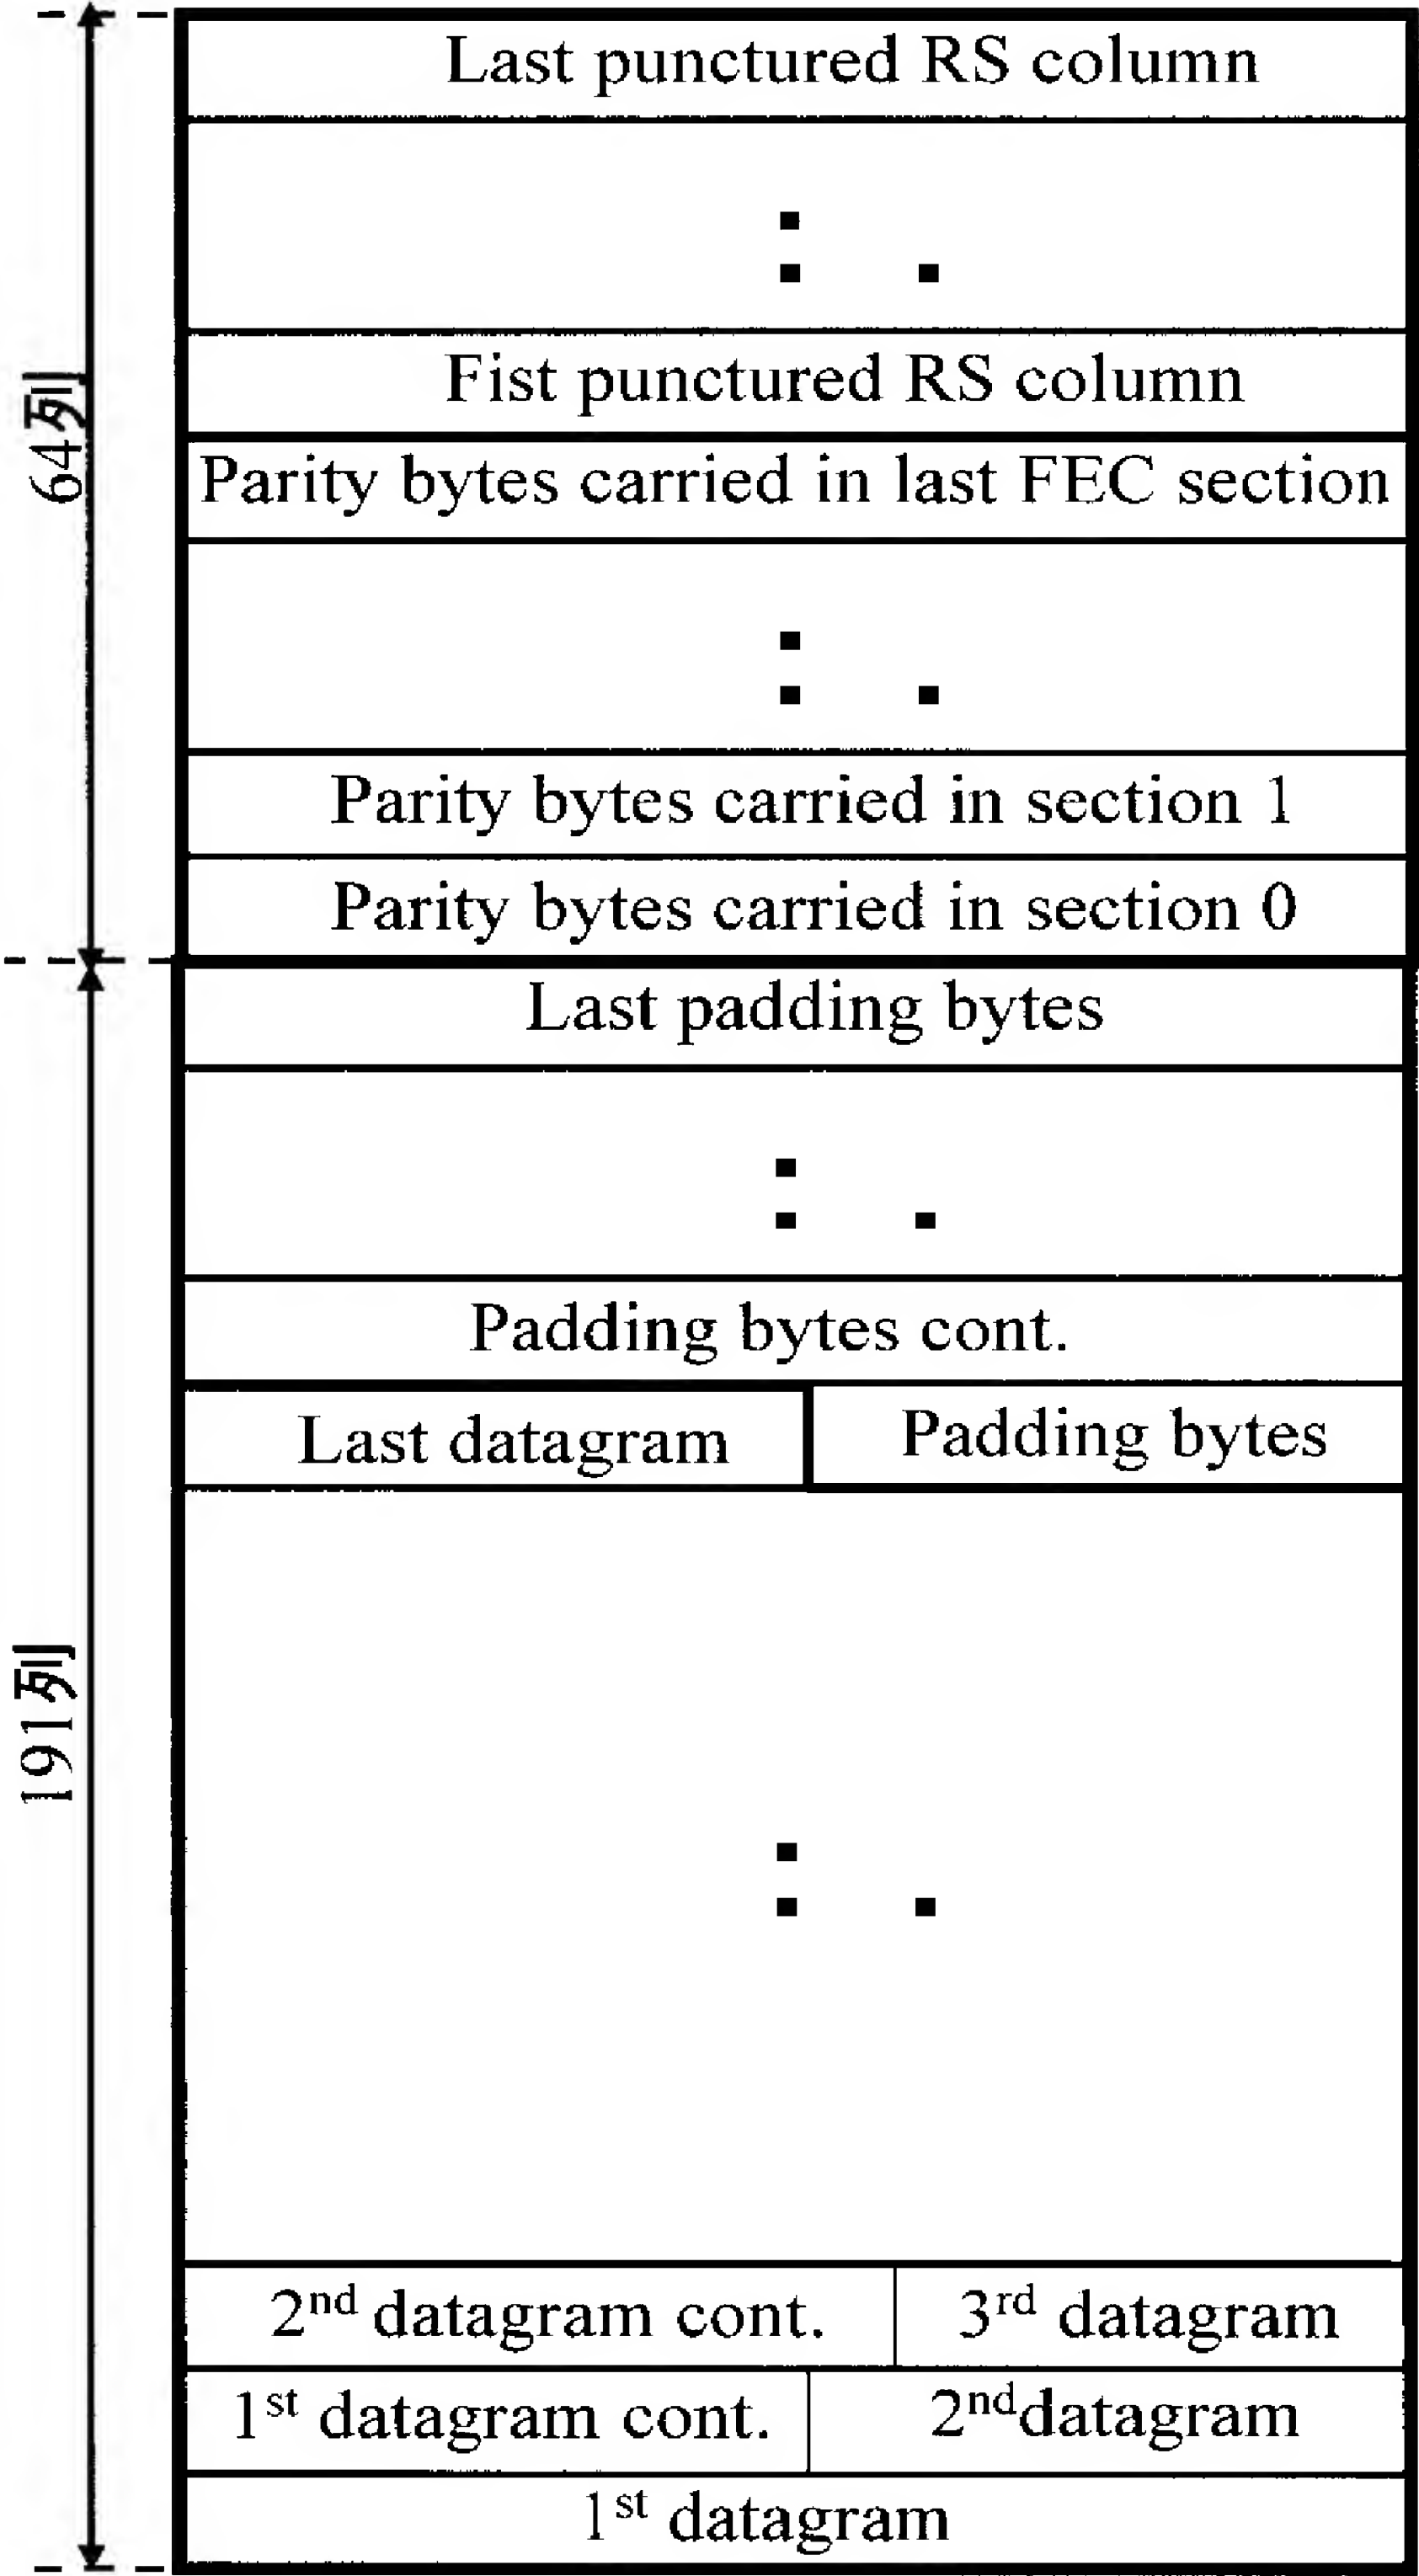 Last punctured RS column
Fist punctured RS column
Parity bytes carried in last FEC section
Parity bytes carried in section 1
Parity bytes carried in section 0
64列
Last padding bytes
Padding bytes cont.
Last datagram
Padding bytes
2nd datagram cont.
3rd datagram
1st datagram cont.
2nddatagram
1st datagram
191列